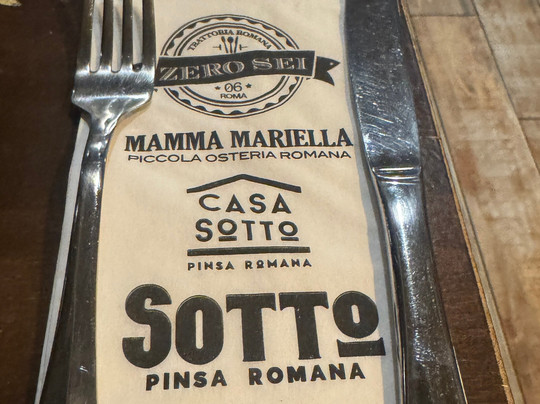 TRATTORIA ROMANA
ZERO SEI
06
ROMA
MAMMA MARIELLA
PICCOLA OSTERIA ROMANA
CASA
SOTTO
PINSA ROMANA
SOTTO
PINSA ROMANA